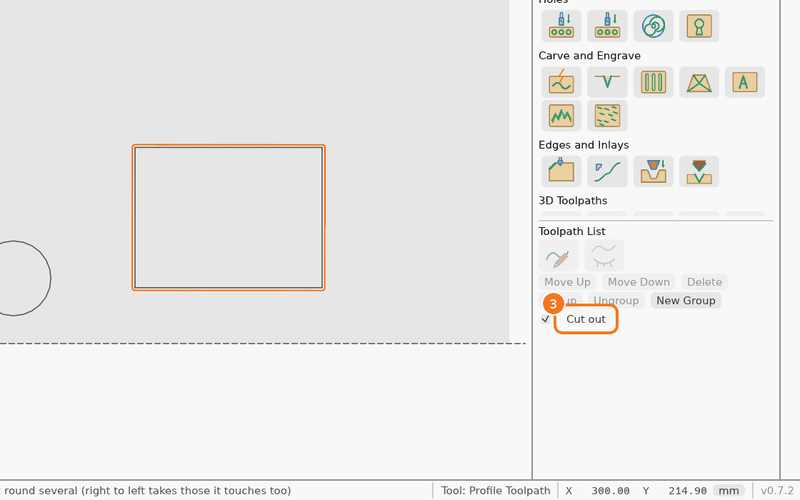 Holes
Carve and Engrave
A
Edges and Inlays
3D Toolpaths
Toolpath List
Move Up Move Down Delete
up Ungroup New Group
3
Cut out
round several (right to left takes those it touches too) Tool: Profile Toolpath X 300.00 Y 214.90 mm v0.7.2